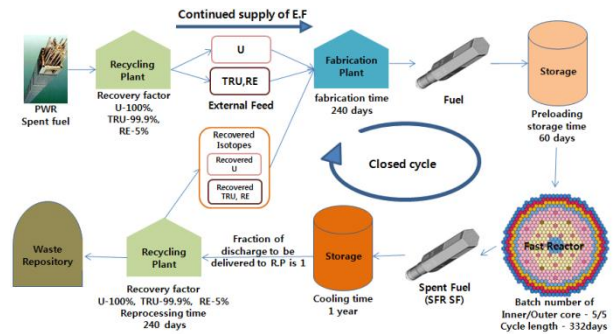 Continued supply of E.F
PWR
Spent fuel
Recycling
Plant
Recovery factor
U-100%,
TRU-99.9%,
RE-5%
U
TRU,RE
External Feed
Fabrication
Plant
fabrication time
240 days
Fuel
Storage
Preloading
storage time
60 days
Recovered
Isotopes
Recovered
U
Recovered
TRU, RE
Closed cycle
Waste
Repository
Recycling
Plant
Recovery factor
U-100%, TRU-99.9%, RE-5%
Reprocessing time
240 days
Fraction of
discharge to be
delivered to R.P is 1
Storage
Cooling time
1 year
Spent Fuel
(SFR SF)
Fast Reactor
Batch number of
Inner/Outer core - 5/5
Cycle length - 332days